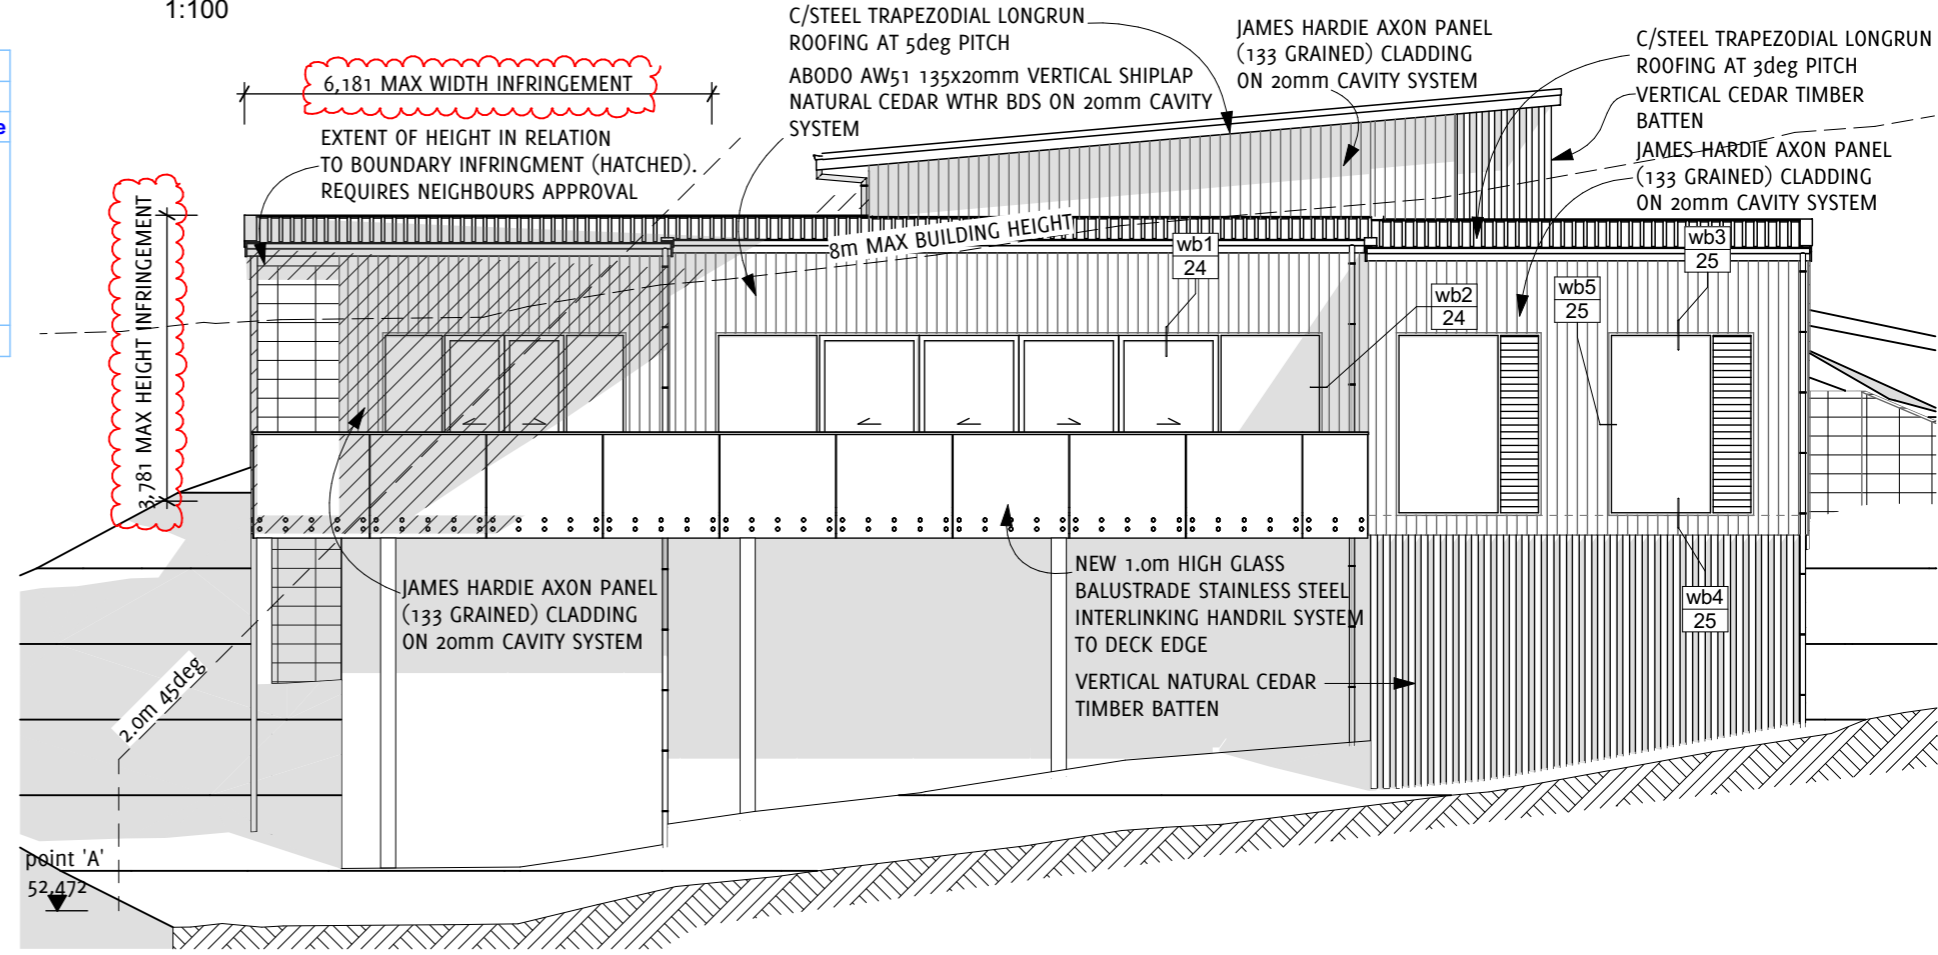 1:100
e
6,181 MAX WIDTH INFRINGEMENT
EXTENT OF HEIGHT IN RELATION
TO BOUNDARY INFRINGMENT (HATCHED).
REQUIRES NEIGHBOURS APPROVAL
3,781 MAX HEIGHT INFRINGEMENT
C/STEEL TRAPEZODIAL LONGRUN
ROOFING AT 5deg PITCH
ABODO AW51 135x20mm VERTICAL SHIPLAP
NATURAL CEDAR WTHR BDS ON 20mm CAVITY
SYSTEM
JAMES HARDIE AXON PANEL
(133 GRAINED) CLADDING
ON 20mm CAVITY SYSTEM
C/STEEL TRAPEZODIAL LONGRUN
ROOFING AT 3deg PITCH
VERTICAL CEDAR TIMBER
BATTEN
JAMES HARDIE AXON PANEL
(133 GRAINED) CLADDING
ON 20mm CAVITY SYSTEM
8m MAX BUILDING HEIGHT
wb1
24
wb2
24
wb5
25
wb3
25
wb4
25
JAMES HARDIE AXON PANEL
(133 GRAINED) CLADDING
ON 20mm CAVITY SYSTEM
NEW 1.0m HIGH GLASS
BALUSTRADE STAINLESS STEEL
INTERLINKING HANDRIL SYSTEM
TO DECK EDGE
VERTICAL NATURAL CEDAR
TIMBER BATTEN
2.0m 45deg
point 'A'
52,472